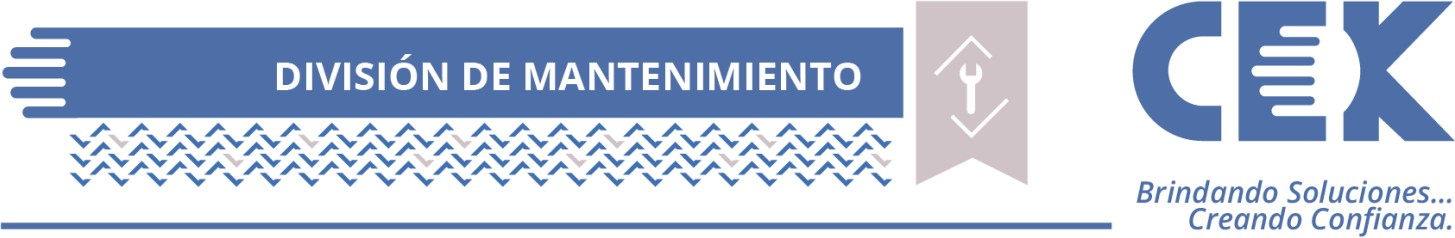 DIVISIÓN DE MANTENIMIENTO
CEK
Brindando Soluciones...
Creando Confianza.